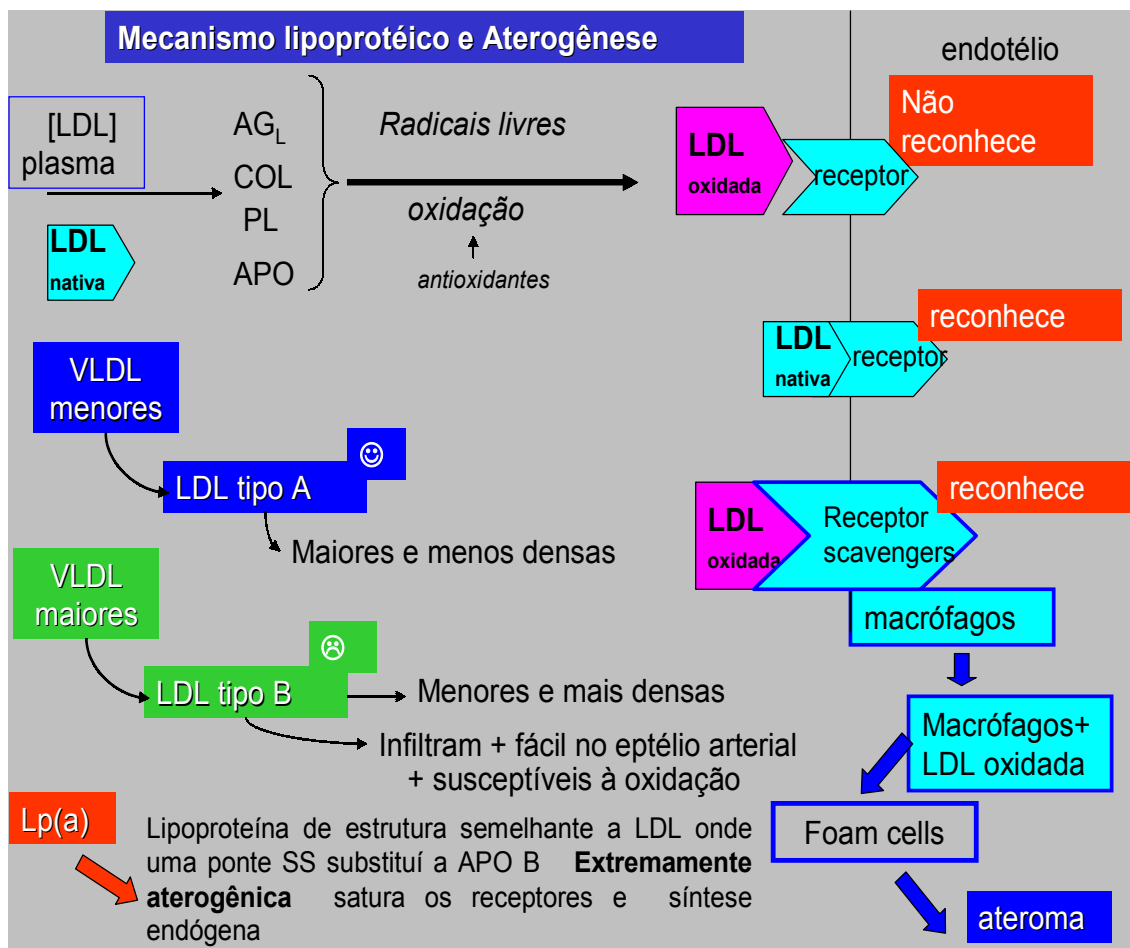 Mecanismo lipoprotéico e Aterogênese
endotélio
[LDL]
plasma
LDL
nativa
AGL
COL
PL
APO
Radicais livres
oxidação
antioxidantes
LDL
oxidada
receptor
Não
reconhece
LDL
nativa
receptor
reconhece
VLDL
menores
☺
LDL tipo A
Maiores e menos densas
VLDL
maiores
☹
LDL tipo B
Menores e mais densas
Infiltram + fácil no eptélio arterial
+ susceptíveis à oxidação
LDL
oxidada
Receptor
scavengers
reconhece
macrófagos
Macrófagos+
LDL oxidada
Foam cells
ateroma
Lp(a)
Lipoproteína de estrutura semelhante a LDL onde
uma ponte SS substituí a APO B Extremamente
aterogênica satura os receptores e síntese
endógena